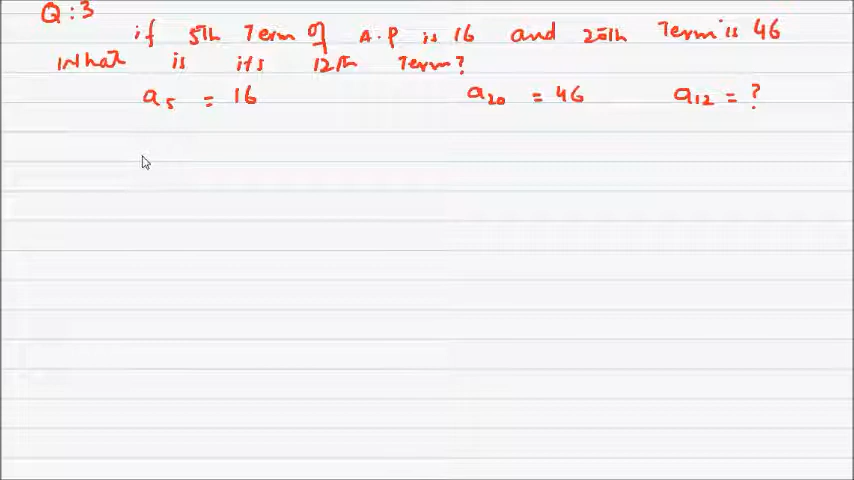 Q:3
if 5Th Term of A.P is 16 and 20th Term is 46
What is its 12th Term?
a5 = 16 a20 = 46 a12 = ?